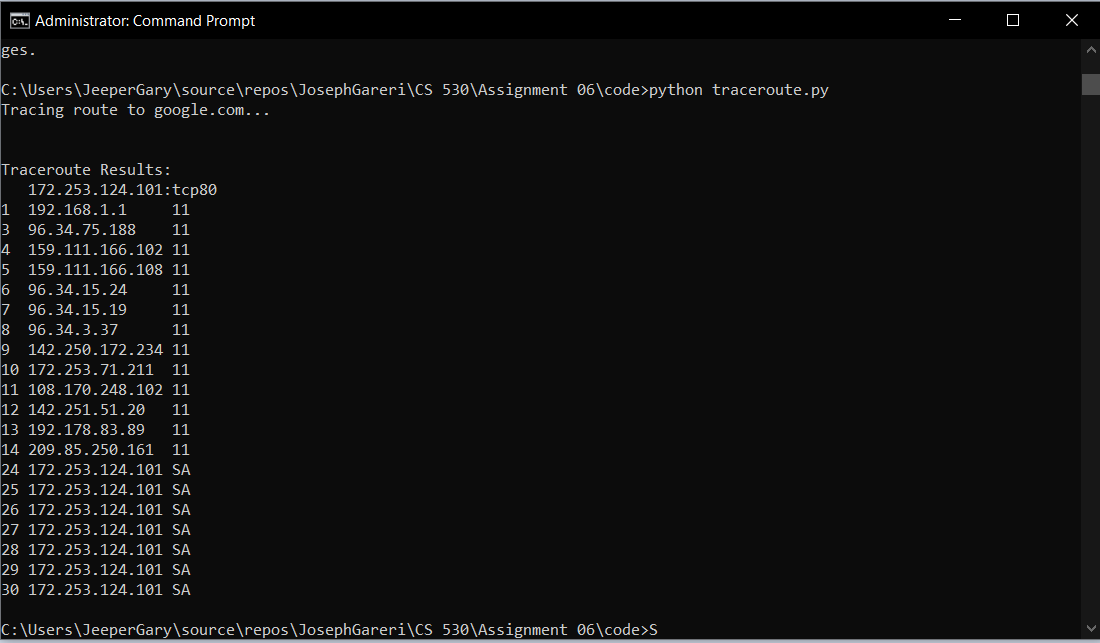 Administrator: Command Prompt
ges.
C:\Users\JeeperGary\source\repos\JosephGareri\CS 530\Assignment 06\code>python traceroute.py
Tracing route to google.com...
Traceroute Results:
   172.253.124.101:tcp80
1  192.168.1.1     11
3  96.34.75.188    11
4  159.111.166.102 11
5  159.111.166.108 11
6  96.34.15.24     11
7  96.34.15.19     11
8  96.34.3.37      11
9  142.250.172.234 11
10 172.253.71.211  11
11 108.170.248.102 11
12 142.251.51.20   11
13 192.178.83.89   11
14 209.85.250.161  11
24 172.253.124.101 SA
25 172.253.124.101 SA
26 172.253.124.101 SA
27 172.253.124.101 SA
28 172.253.124.101 SA
29 172.253.124.101 SA
30 172.253.124.101 SA
C:\Users\JeeperGary\source\repos\JosephGareri\CS 530\Assignment 06\code>S